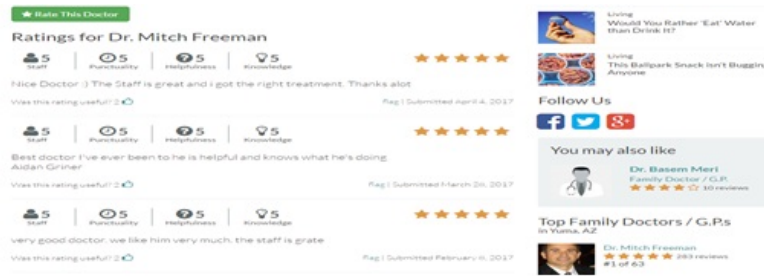 Rate This Doctor
Ratings for Dr. Mitch Freeman
5 5 5 5
Staff Punctuality Helpfulness Knowledge
Nice Doctor :) The Staff is great and i got the right treatment. Thanks alot
Was this rating useful? 2
flag | Submitted April 4, 2017
5 5 5 5
Staff Punctuality Helpfulness Knowledge
Best doctor I've ever been to he is helpful and knows what he's doing
Aidan Griner
Was this rating useful? 2
flag | Submitted March 26, 2017
5 5 5 5
Staff Punctuality Helpfulness Knowledge
very good doctor. we like him very much. the staff is grate
Was this rating useful? 2
flag | Submitted February 6, 2017
Living
Would You Rather 'Eat' Water
than Drink It?
Living
This Ballpark Snack Isn't Buggin
Anyone
Follow Us
You may also like
Dr. Basem Meri
Family Doctor / G.P.
10 reviews
Top Family Doctors / G.P.s
in Yuma, AZ
Dr. Mitch Freeman
283 reviews
#1 of 63